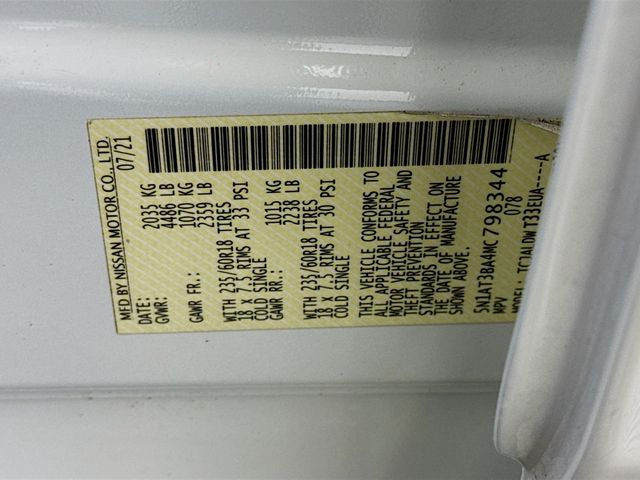 MFD BY NISSAN MOTOR CO., LTD.
DATE: 07/21
GVWR: 2035 KG
4486 LB
GAWR FR.: 1070 KG
2359 LB
WITH 235/60R18 TIRES
18 X 7.5 RIMS AT 33 PSI
COLD SINGLE
GAWR RR.: 1015 KG
2238 LB
WITH 235/60R18 TIRES
18 X 7.5 RIMS AT 30 PSI
COLD SINGLE
THIS VEHICLE CONFORMS TO
ALL APPLICABLE FEDERAL
MOTOR VEHICLE SAFETY AND
THEFT PREVENTION
STANDARDS IN EFFECT ON
THE DATE OF MANUFACTURE
SHOWN ABOVE.
5N1AT3BA4MC798344
MPV 078